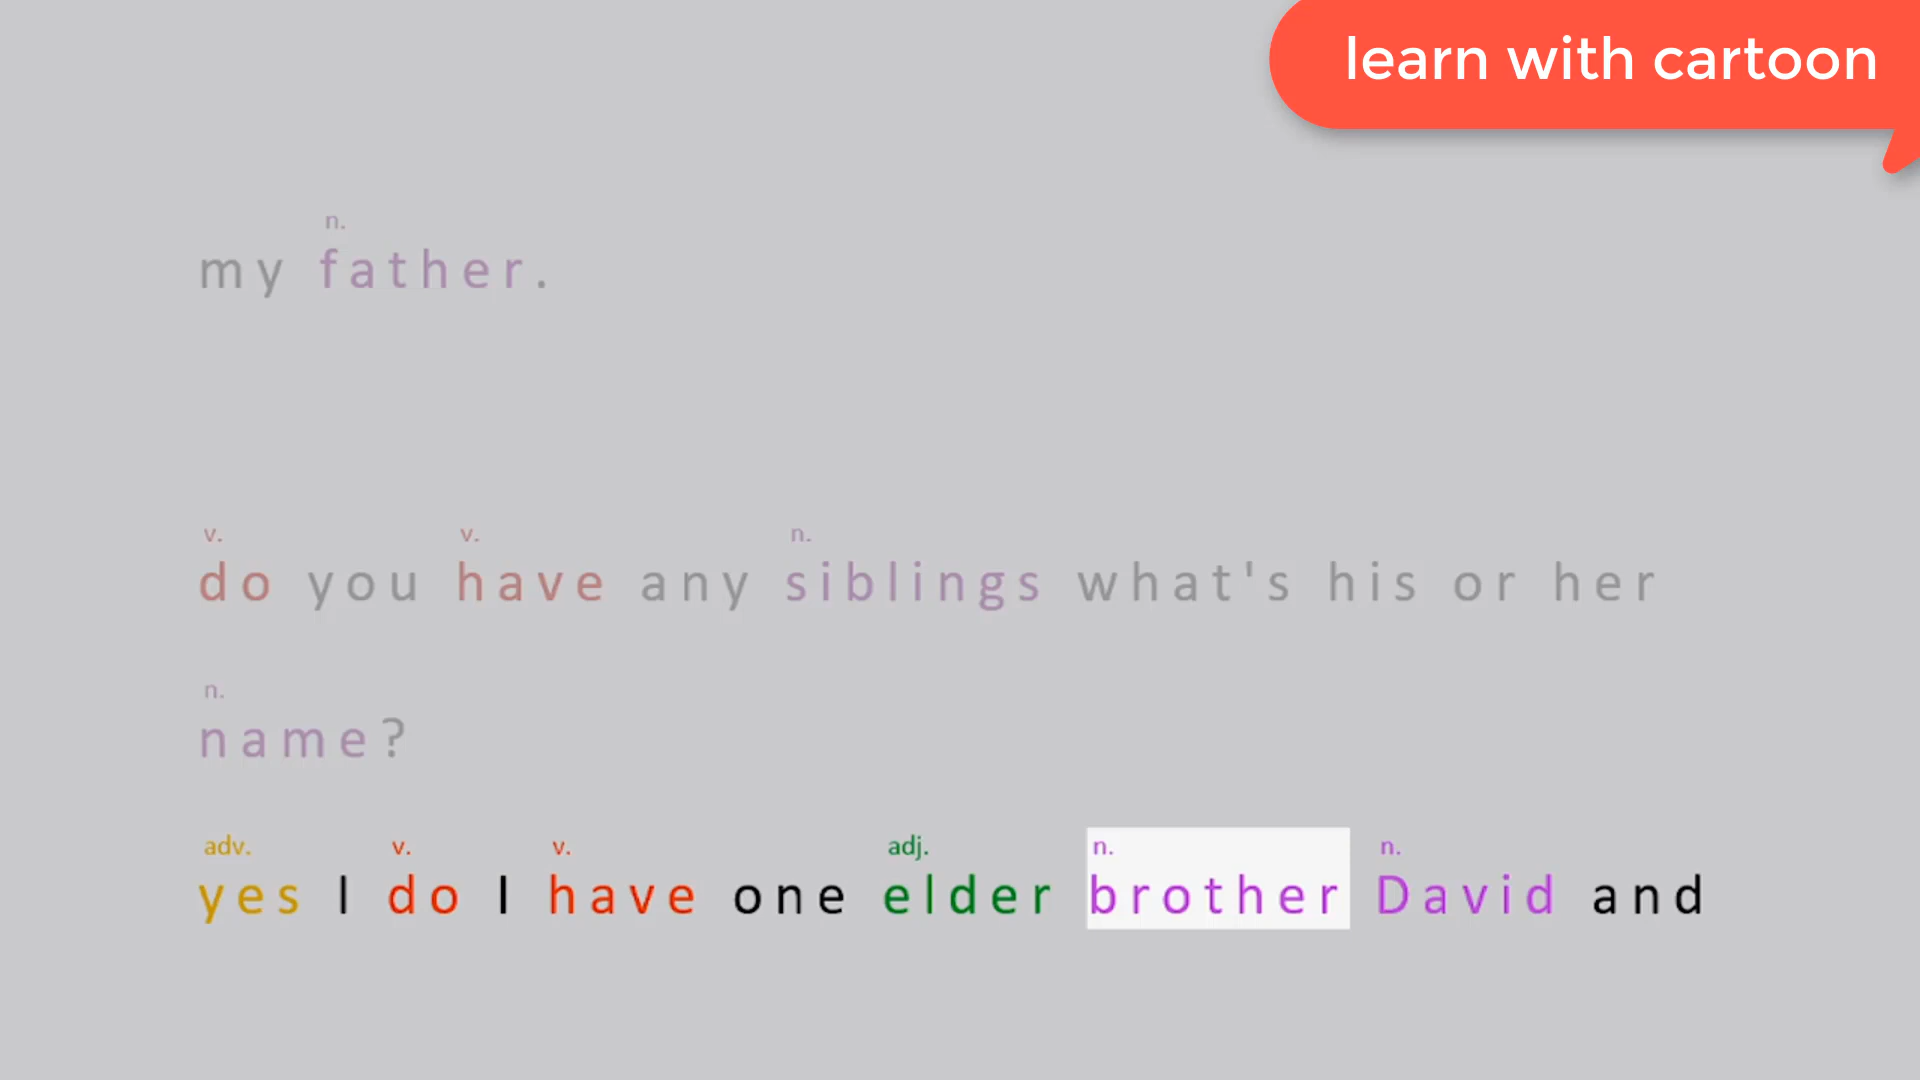 learn with cartoon
n.
my father.
v. v. n.
do you have any siblings what's his or her
n.
name?
adv. v. v. adj. n. n.
yes I do I have one elder brother David and